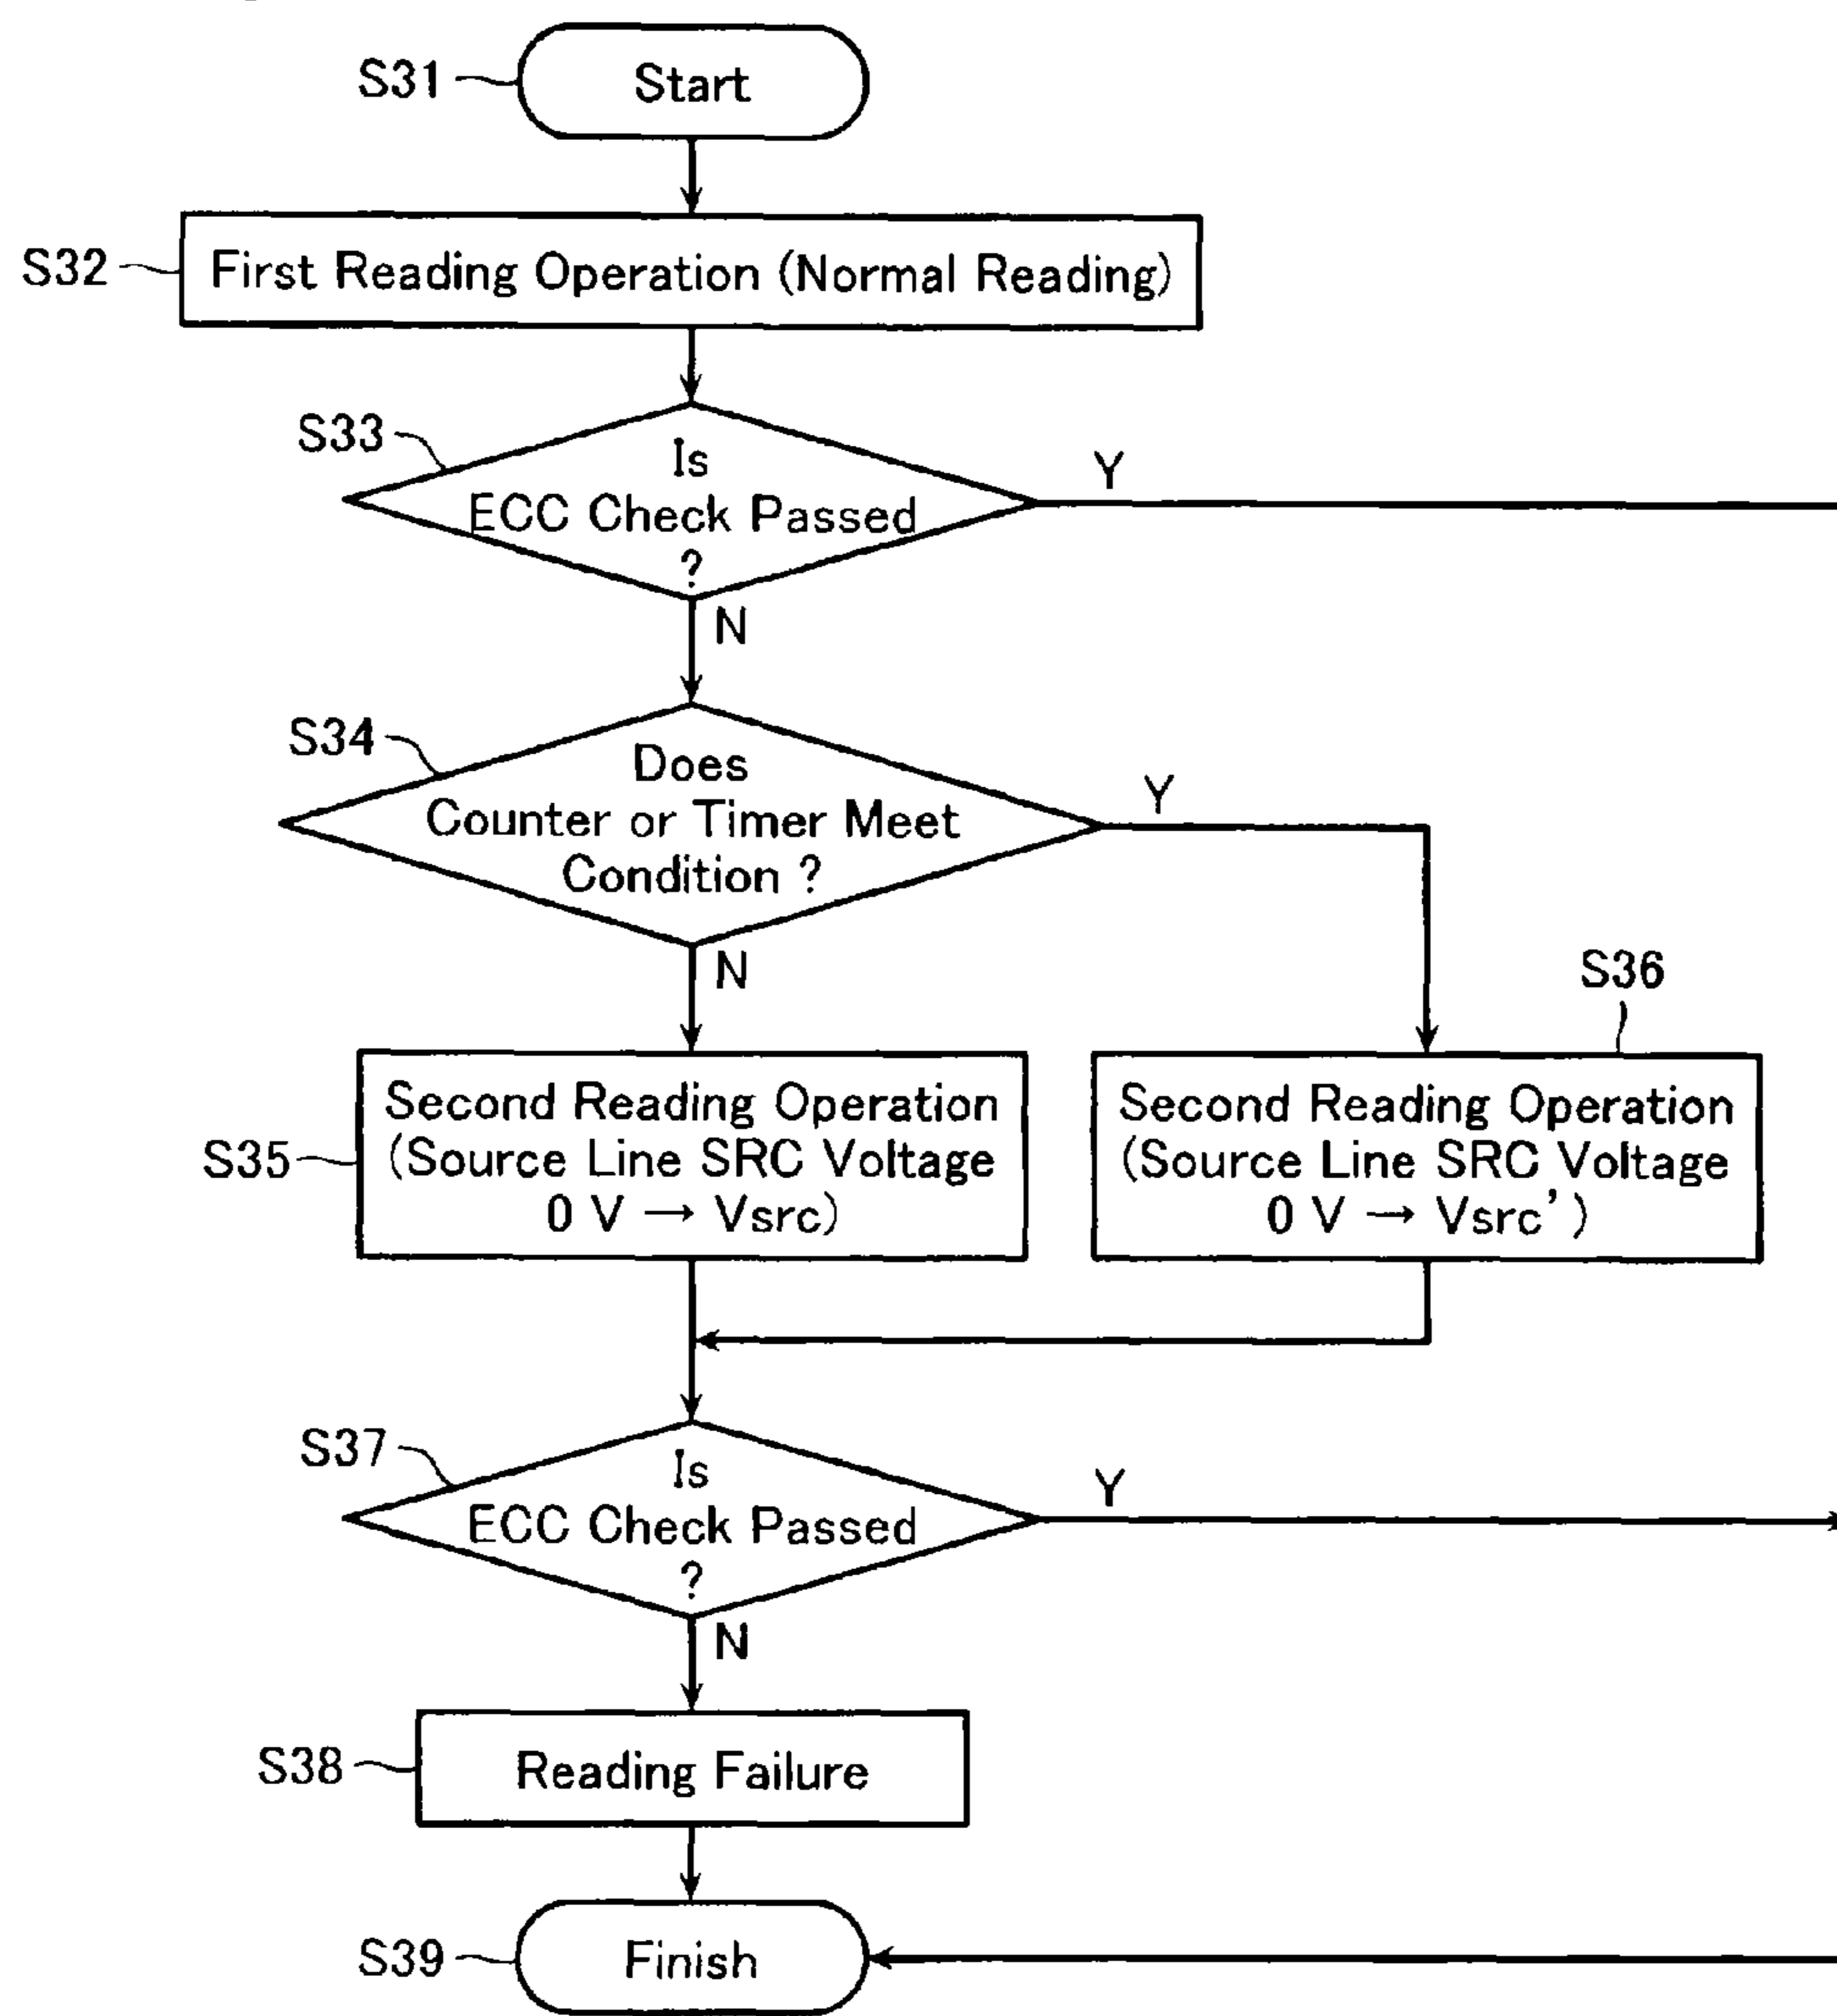 S31
Start
S32
First Reading Operation (Normal Reading)
S33
Is
ECC Check Passed
?
Y
N
S34
Does
Counter or Timer Meet
Condition ?
Y
N
S36
S35
Second Reading Operation
(Source Line SRC Voltage
0 V → Vsrc)
Second Reading Operation
(Source Line SRC Voltage
0 V → Vsrc')
S37
Is
ECC Check Passed
?
Y
N
S38
Reading Failure
S39
Finish